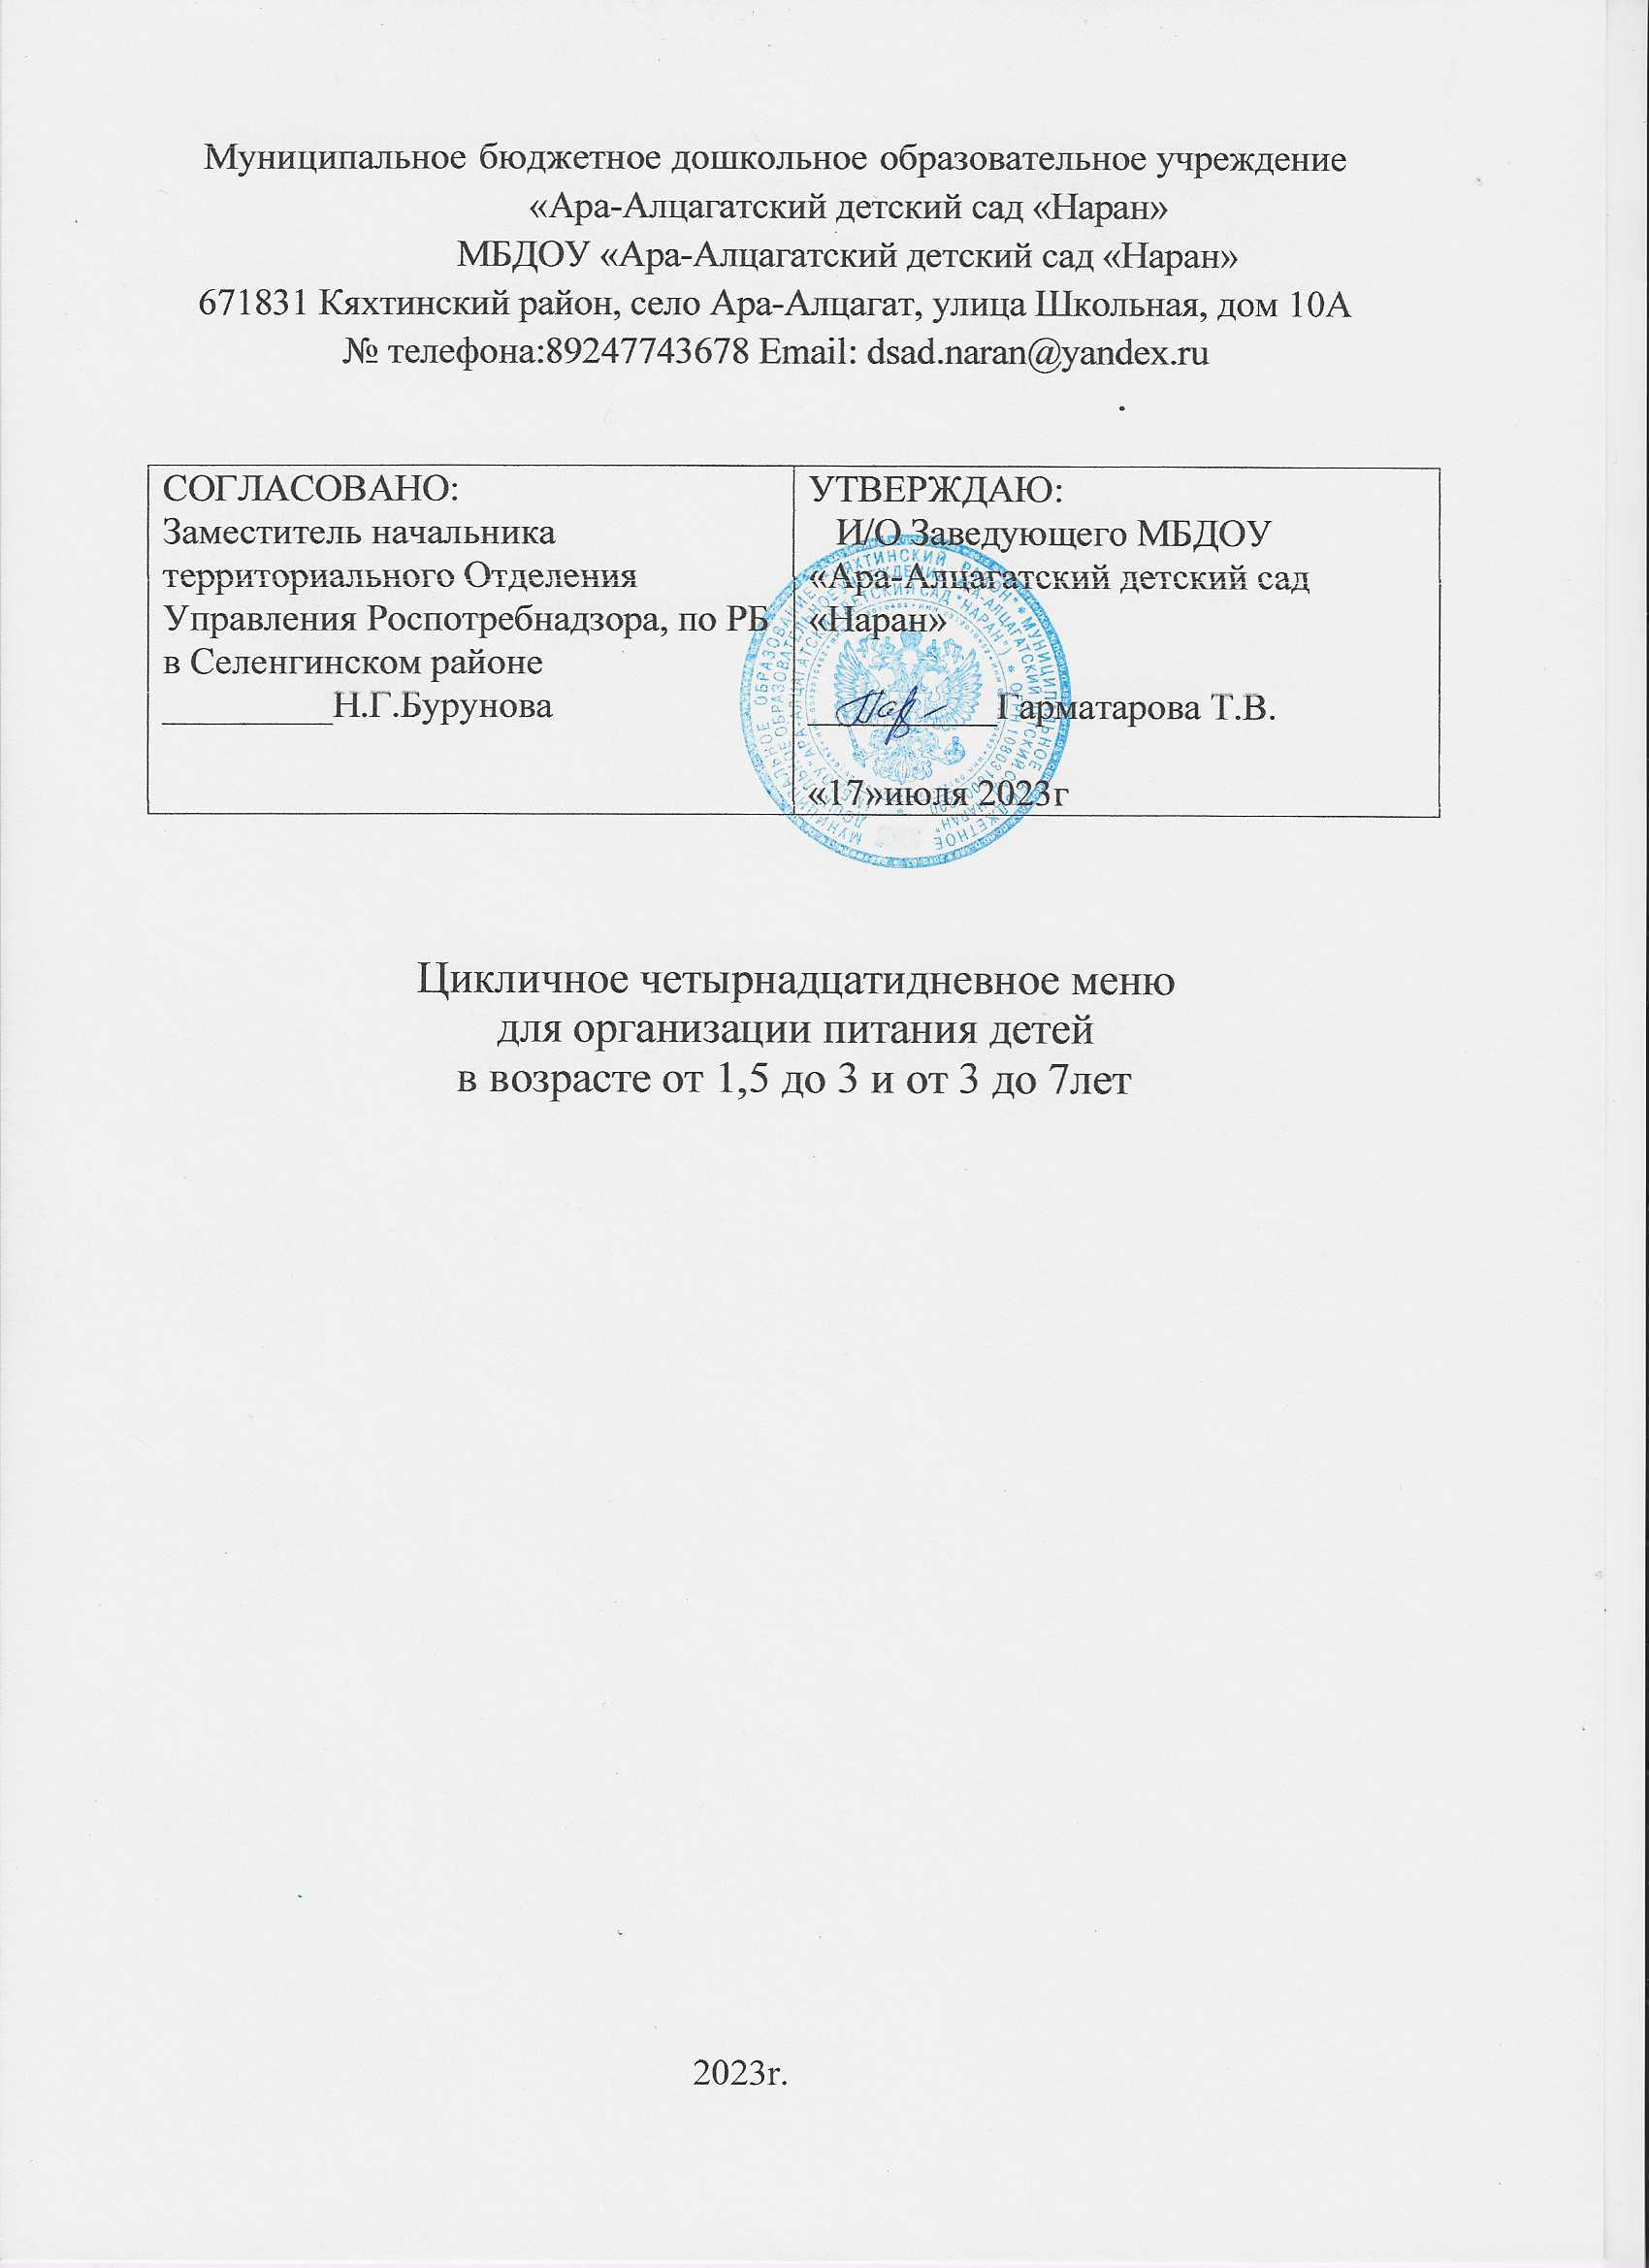 Муниципальное бюджетное дошкольное образовательное учреждение
«Ара-Алцагатский детский сад «Наран»
МБДОУ «Ара-Алцагатский детский сад «Наран»
671831 Кяхтинский район, село Ара-Алцагат, улица Школьная, дом 10А
№ телефона:89247743678 Email: dsad.naran@yandex.ru
СОГЛАСОВАНО:
Заместитель начальника
территориального Отделения
Управления Роспотребнадзора, по РБ
в Селенгинском районе
_________Н.Г.Бурунова
УТВЕРЖДАЮ:
И/О Заведующего МБДОУ
«Ара-Алцагатский детский сад
«Наран»
__________Гарматарова Т.В.
«17»июля 2023г
Цикличное четырнадцатидневное меню
для организации питания детей
в возрасте от 1,5 до 3 и от 3 до 7лет
2023г.